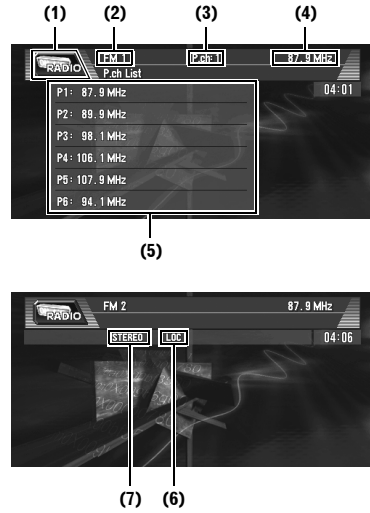 (1) (2) (3) (4)
RADIO FM 1 P.ch: 1 87.9 MHz
P.ch List
04:01
P1: 87.9 MHz
P2: 89.9 MHz
P3: 98.1 MHz
P4: 106.1 MHz
P5: 107.9 MHz
P6: 94.1 MHz
(5)
RADIO FM 2 87.9 MHz
STEREO LOC 04:06
(7) (6)